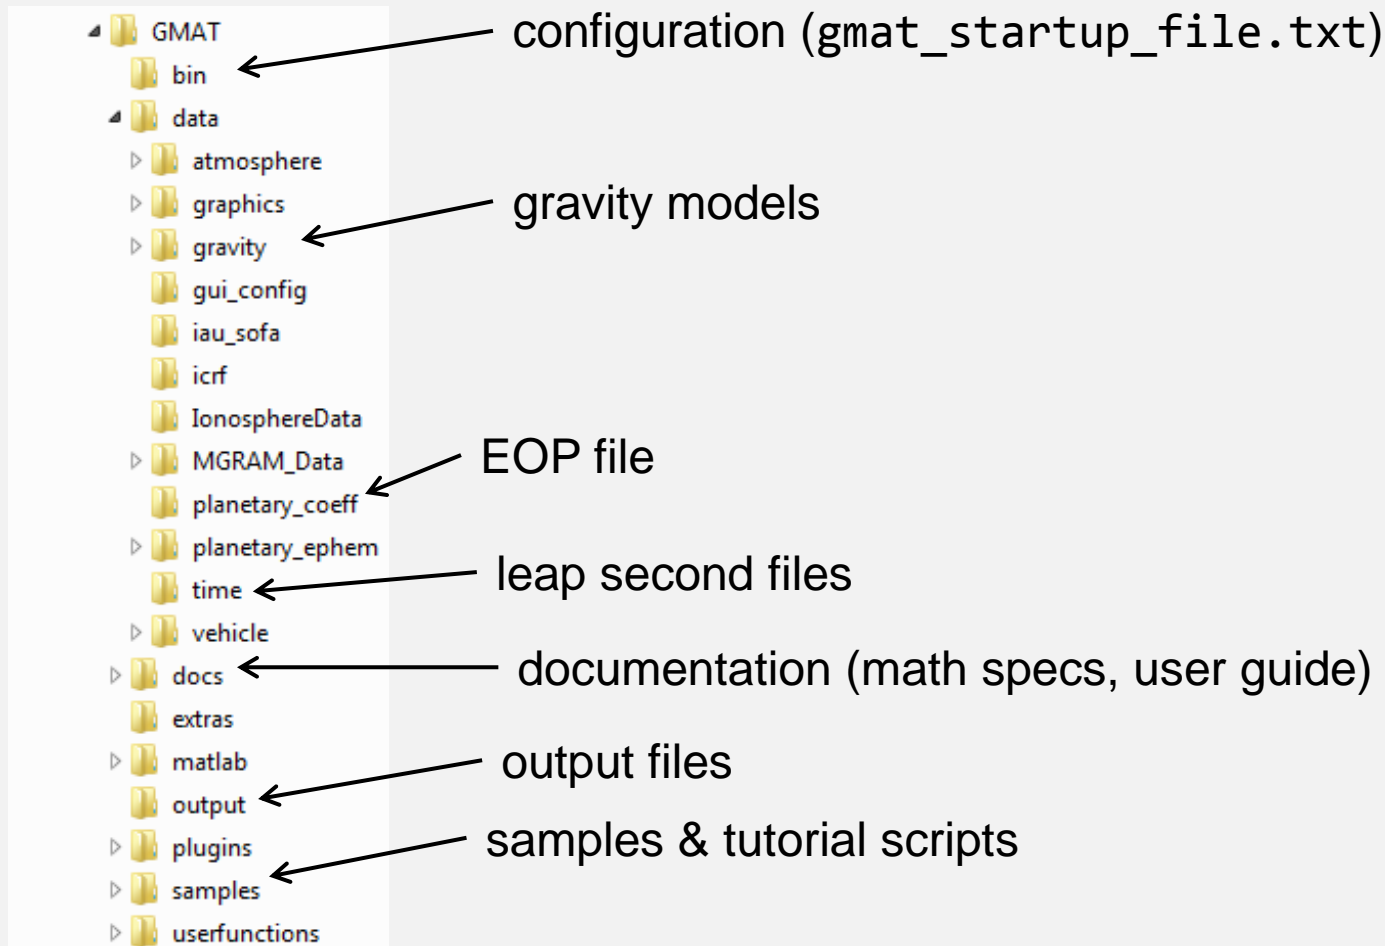 GMAT
configuration (gmat_startup_file.txt)
bin
data
atmosphere
graphics
gravity models
gravity
gui_config
iau_sofa
icrf
IonosphereData
EOP file
MGRAM_Data
planetary_coeff
planetary_ephem
leap second files
time
vehicle
documentation (math specs, user guide)
docs
extras
matlab
output files
output
samples & tutorial scripts
plugins
samples
userfunctions